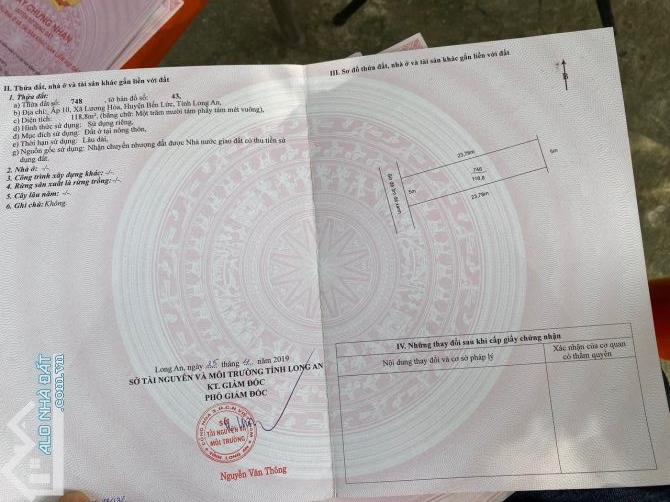 II. Thửa đất, nhà ở và tài sản khác gắn liền với đất
1. Thửa đất:
a) Thửa đất số: 748, tờ bản đồ số: 43,
b) Địa chỉ: Ấp 10, Xã Lương Hòa, Huyện Bến Lức, Tỉnh Long An,
c) Diện tích: 118,8m², (bằng chữ: Một trăm mười tám phẩy tám mét vuông),
d) Hình thức sử dụng: Sử dụng riêng,
đ) Mục đích sử dụng: Đất ở tại nông thôn,
e) Thời hạn sử dụng: Lâu dài,
g) Nguồn gốc sử dụng: Nhận chuyển nhượng đất được Nhà nước giao đất có thu tiền sử
dụng đất.
2. Nhà ở: -/-
3. Công trình xây dựng khác: -/-
4. Rừng sản xuất là rừng trồng: -/-
5. Cây lâu năm: -/-
6. Ghi chú: Không.
Long An, ngày 25 tháng năm 2019
SỞ TÀI NGUYÊN VÀ MÔI TRƯỜNG TỈNH LONG AN
KT. GIÁM ĐỐC
PHÓ GIÁM ĐỐC
SỞ
TÀI NGUYÊN VÀ
MÔI TRƯỜNG
TỈNH LONG AN
Nguyễn Văn Thông
III. Sơ đồ thửa đất, nhà ở và tài sản khác gắn liền với đất
B
23,79m
5m
748
118,8
5m
23,79m
IV. Những thay đổi sau khi cấp giấy chứng nhận
Nội dung thay đổi và cơ sở pháp lý
Xác nhận của cơ quan
có thẩm quyền
ALO NHÀ ĐẤT
.com.vn